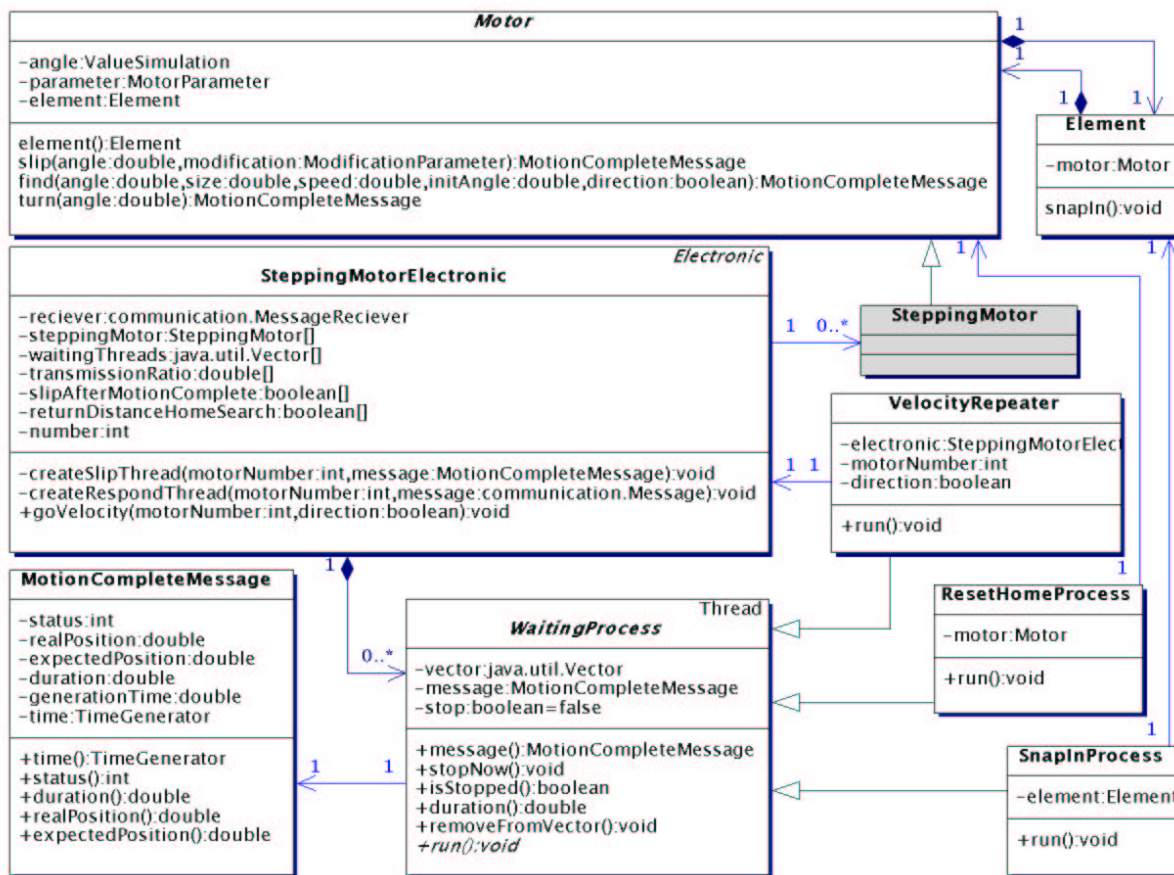 Motor
-angle:ValueSimulation
-parameter:MotorParameter
-element:Element
element():Element
slip(angle:double,modification:ModificationParameter):MotionCompleteMessage
find(angle:double,size:double,speed:double,initAngle:double,direction:boolean):MotionCompleteMessage
turn(angle:double):MotionCompleteMessage
1
1
1
1
Element
-motor:Motor
snapIn():void
Electronic
SteppingMotorElectronic
-reciever:communication.MessageReciever
-steppingMotor:SteppingMotor[]
-waitingThreads:java.util.Vector[]
-transmissionRatio:double[]
-slipAfterMotionComplete:boolean[]
-returnDistanceHomeSearch:boolean[]
-number:int
-createSlipThread(motorNumber:int,message:MotionCompleteMessage):void
-createRespondThread(motorNumber:int,message:communication.Message):void
+goVelocity(motorNumber:int,direction:boolean):void
1
1
1 0..*
SteppingMotor
VelocityRepeater
-electronic:SteppingMotorElect
-motorNumber:int
-direction:boolean
+run():void
1 1
1
0..*
MotionCompleteMessage
-status:int
-realPosition:double
-expectedPosition:double
-duration:double
-generationTime:double
-time:TimeGenerator
+time():TimeGenerator
+status():int
+duration():double
+realPosition():double
+expectedPosition():double
1 1
Thread
WaitingProcess
-vector:java.util.Vector
-message:MotionCompleteMessage
-stop:boolean=false
+message():MotionCompleteMessage
+stopNow():void
+isStopped():boolean
+duration():double
+removeFromVector():void
+run():void
1
ResetHomeProcess
-motor:Motor
+run():void
1
SnapInProcess
-element:Element
+run():void